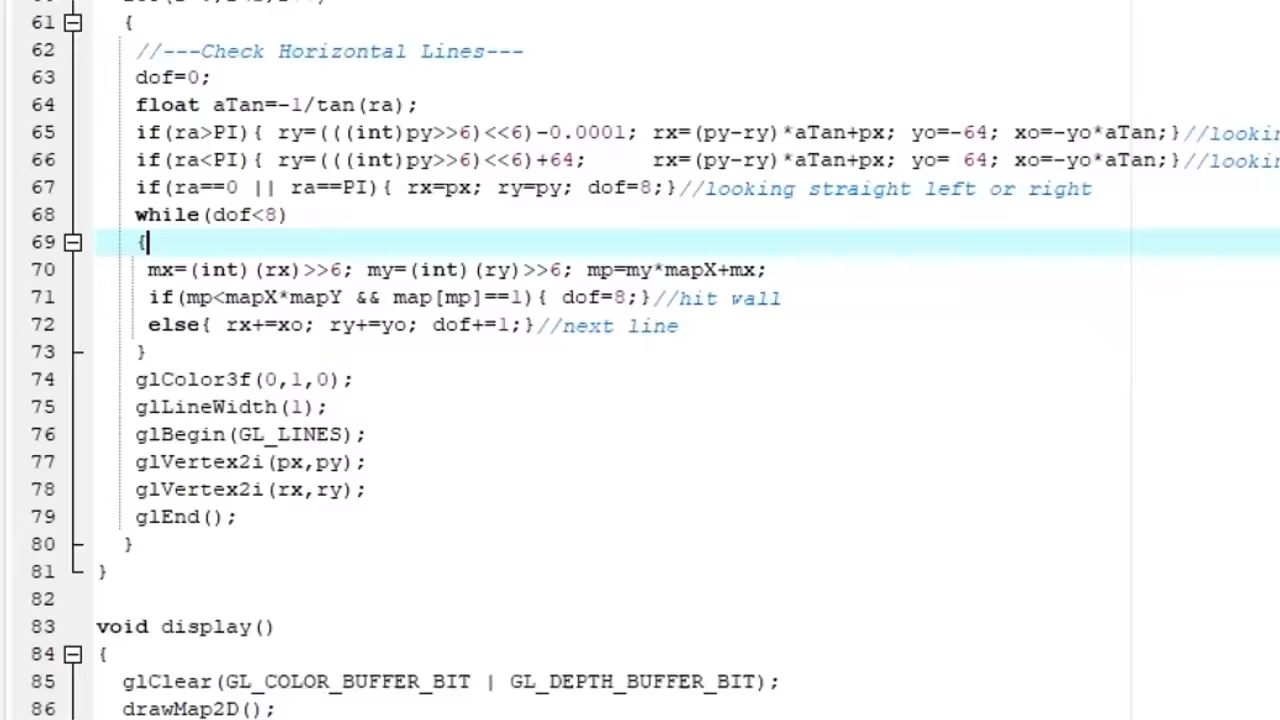 61 {
62 //---Check Horizontal Lines---
63 dof=0;
64 float aTan=-1/tan(ra);
65 if(ra>PI){ ry=(((int)py>>6)<<6)-0.0001; rx=(py-ry)*aTan+px; yo=-64; xo=-yo*aTan;}//lookin
66 if(ra<PI){ ry=(((int)py>>6)<<6)+64; rx=(py-ry)*aTan+px; yo= 64; xo=-yo*aTan;}//lookin
67 if(ra==0 || ra==PI){ rx=px; ry=py; dof=8;}//looking straight left or right
68 while(dof<8)
69 {
70 mx=(int)(rx)>>6; my=(int)(ry)>>6; mp=my*mapX+mx;
71 if(mp<mapX*mapY && map[mp]==1){ dof=8;}//hit wall
72 else{ rx+=xo; ry+=yo; dof+=1;}//next line
73 }
74 glColor3f(0,1,0);
75 glLineWidth(1);
76 glBegin(GL_LINES);
77 glVertex2i(px,py);
78 glVertex2i(rx,ry);
79 glEnd();
80 }
81 }
82
83 void display()
84 {
85 glClear(GL_COLOR_BUFFER_BIT | GL_DEPTH_BUFFER_BIT);
86 drawMap2D();